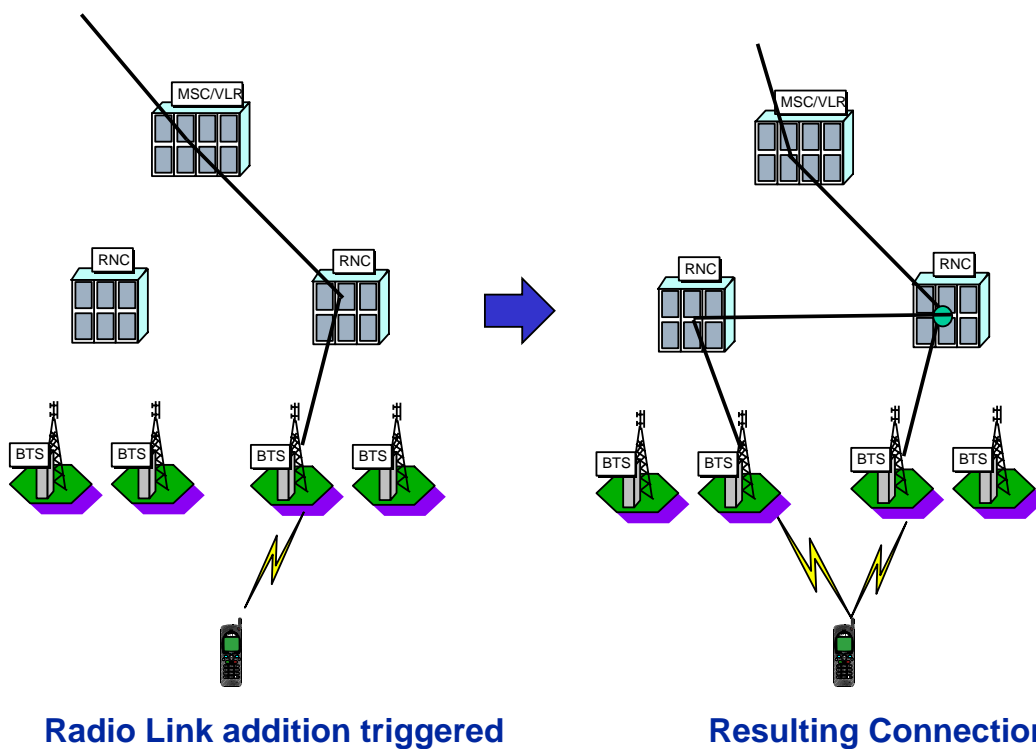 MSC/VLR
MSC/VLR
RNC
RNC
RNC
RNC
BTS
BTS
BTS
BTS
BTS
BTS
BTS
BTS
Radio Link addition triggered
Resulting Connection